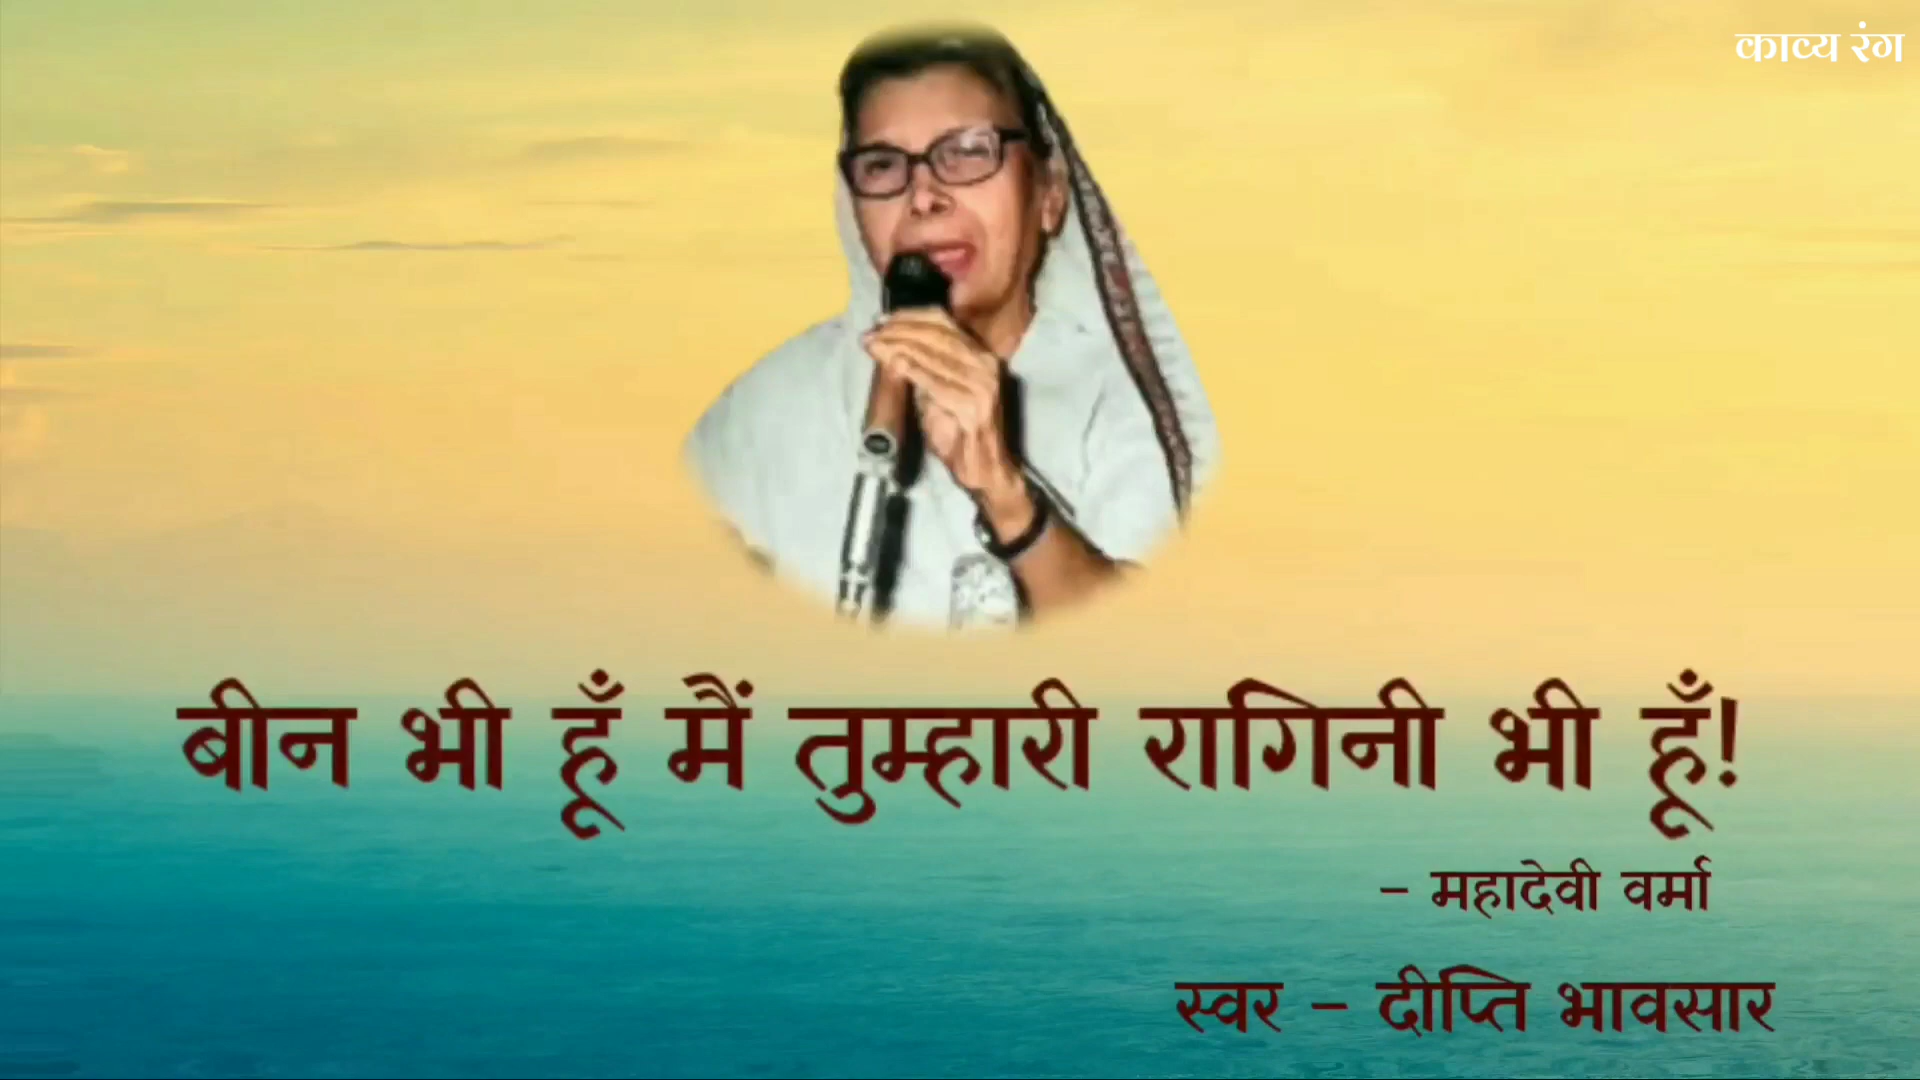 काव्य रंग
बीन भी हूँ मैं तुम्हारी रागिनी भी हूँ!
– महादेवी वर्मा
स्वर – दीप्ति भावसार